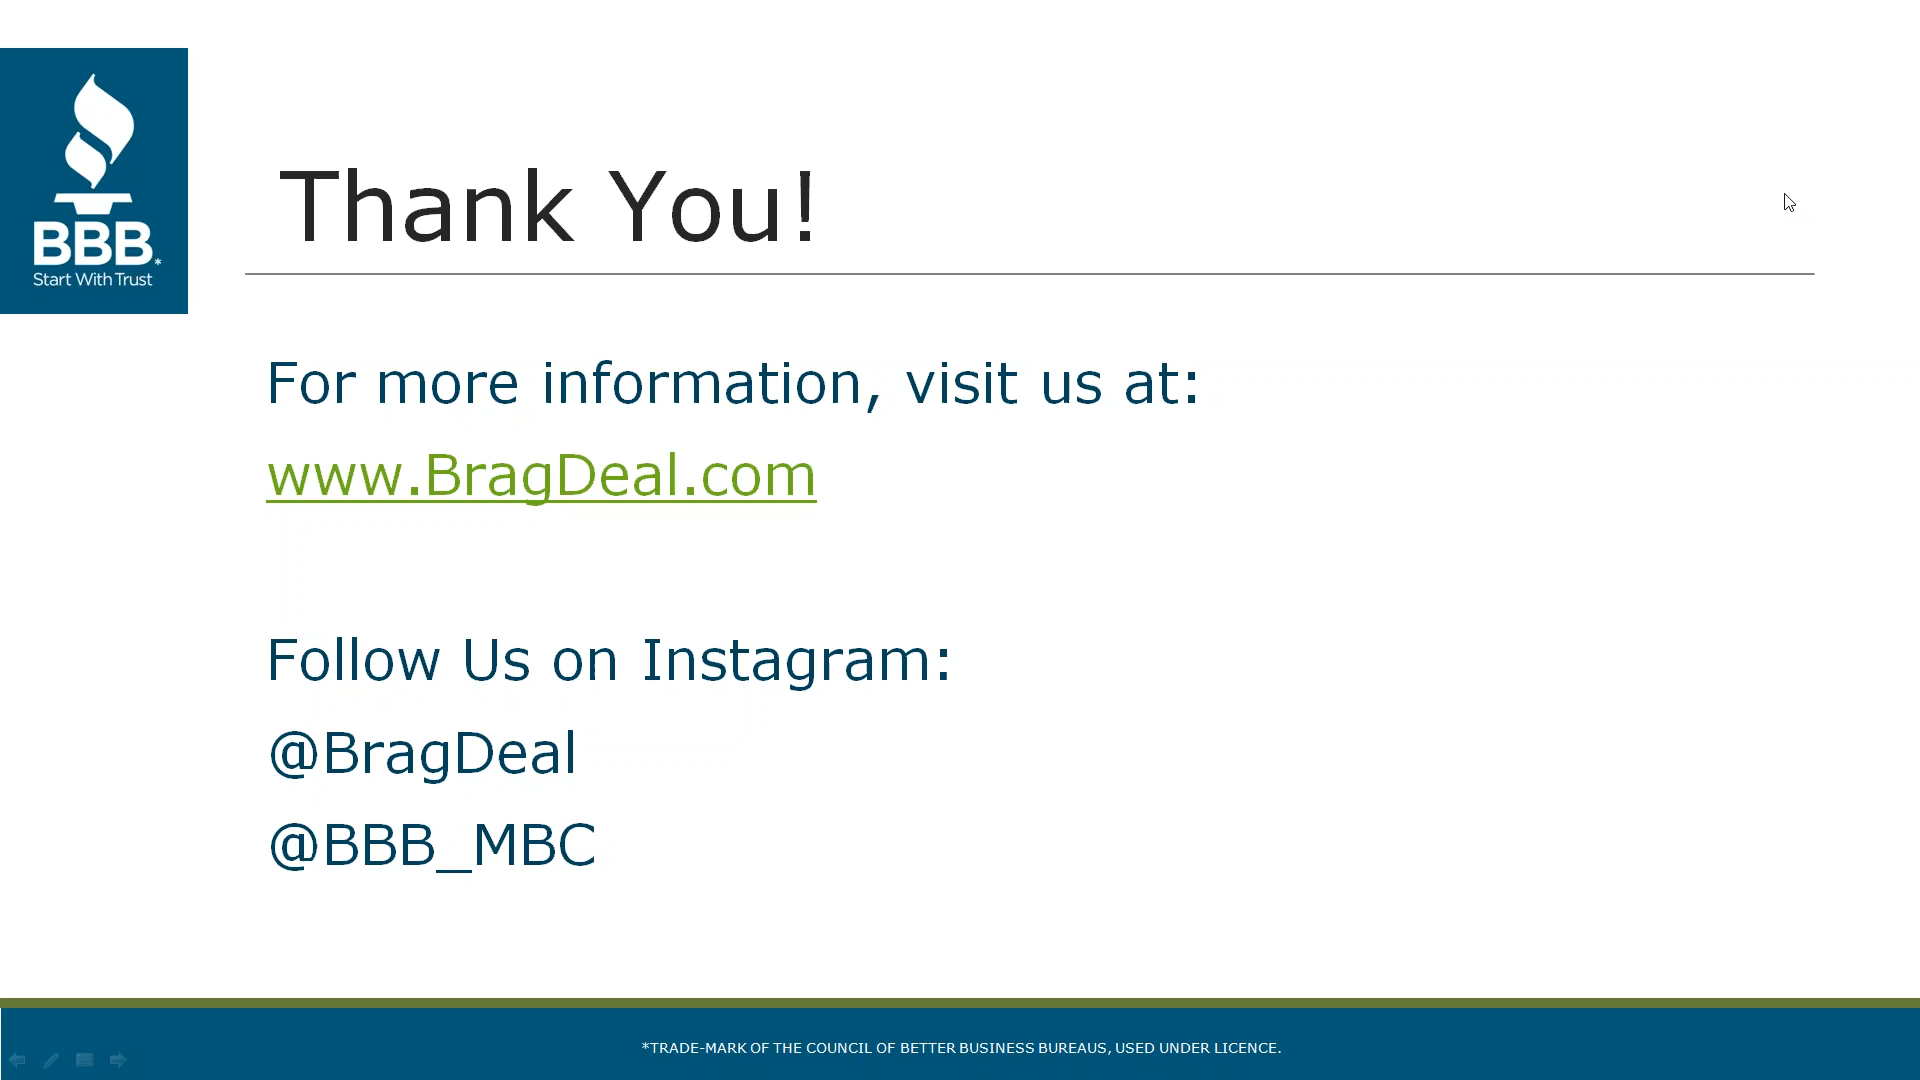 BBB.*
Start With Trust
Thank You!
For more information, visit us at:
www.BragDeal.com
Follow Us on Instagram:
@BragDeal
@BBB_MBC
*TRADE-MARK OF THE COUNCIL OF BETTER BUSINESS BUREAUS, USED UNDER LICENCE.